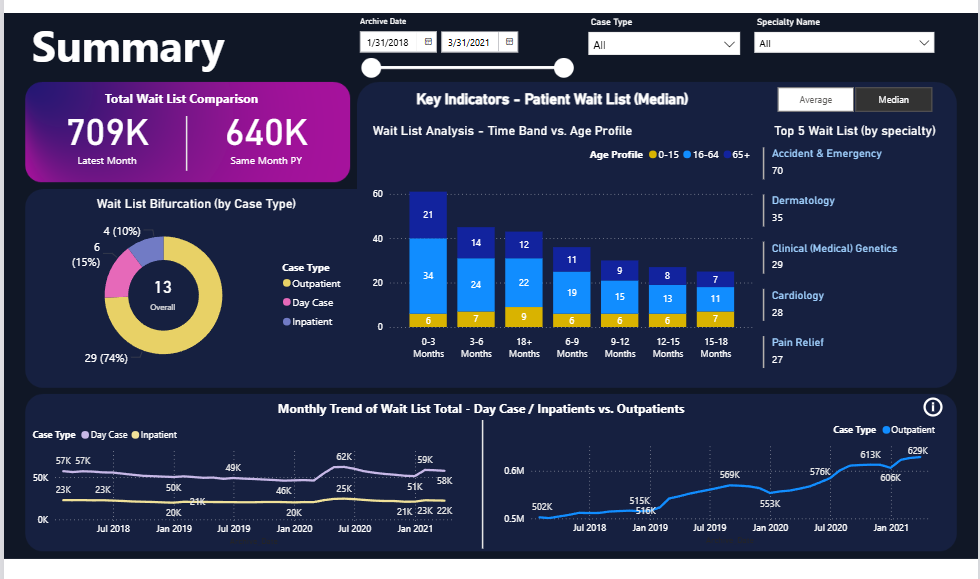 Summary
Archive Date
1/31/2018
3/31/2021
Case Type
All
Specialty Name
All
Total Wait List Comparison
709K
Latest Month
640K
Same Month PY
Key Indicators - Patient Wait List (Median)
Average
Median
Wait List Analysis - Time Band vs. Age Profile
Age Profile 0-15 16-64 65+
60
40
20
0
21
34
6
14
24
7
12
22
9
11
19
6
9
15
6
8
13
6
7
11
7
0-3 Months
3-6 Months
18+ Months
6-9 Months
9-12 Months
12-15 Months
15-18 Months
Top 5 Wait List (by specialty)
Accident & Emergency
70
Dermatology
35
Clinical (Medical) Genetics
29
Cardiology
28
Pain Relief
27
Wait List Bifurcation (by Case Type)
4 (10%)
6
(15%)
13
Overall
29 (74%)
Case Type
Outpatient
Day Case
Inpatient
Monthly Trend of Wait List Total - Day Case / Inpatients vs. Outpatients
Case Type Day Case Inpatient
50K
0K
57K 57K
50K
49K
46K
62K
51K
59K
58K
23K
23K
20K
21K
20K
25K
21K
23K
22K
Jul 2018
Jan 2019
Jul 2019
Jan 2020
Jul 2020
Jan 2021
Case Type Outpatient
0.6M
0.5M
502K
515K
516K
569K
553K
576K
613K
606K
629K
Jul 2018
Jan 2019
Jul 2019
Jan 2020
Jul 2020
Jan 2021